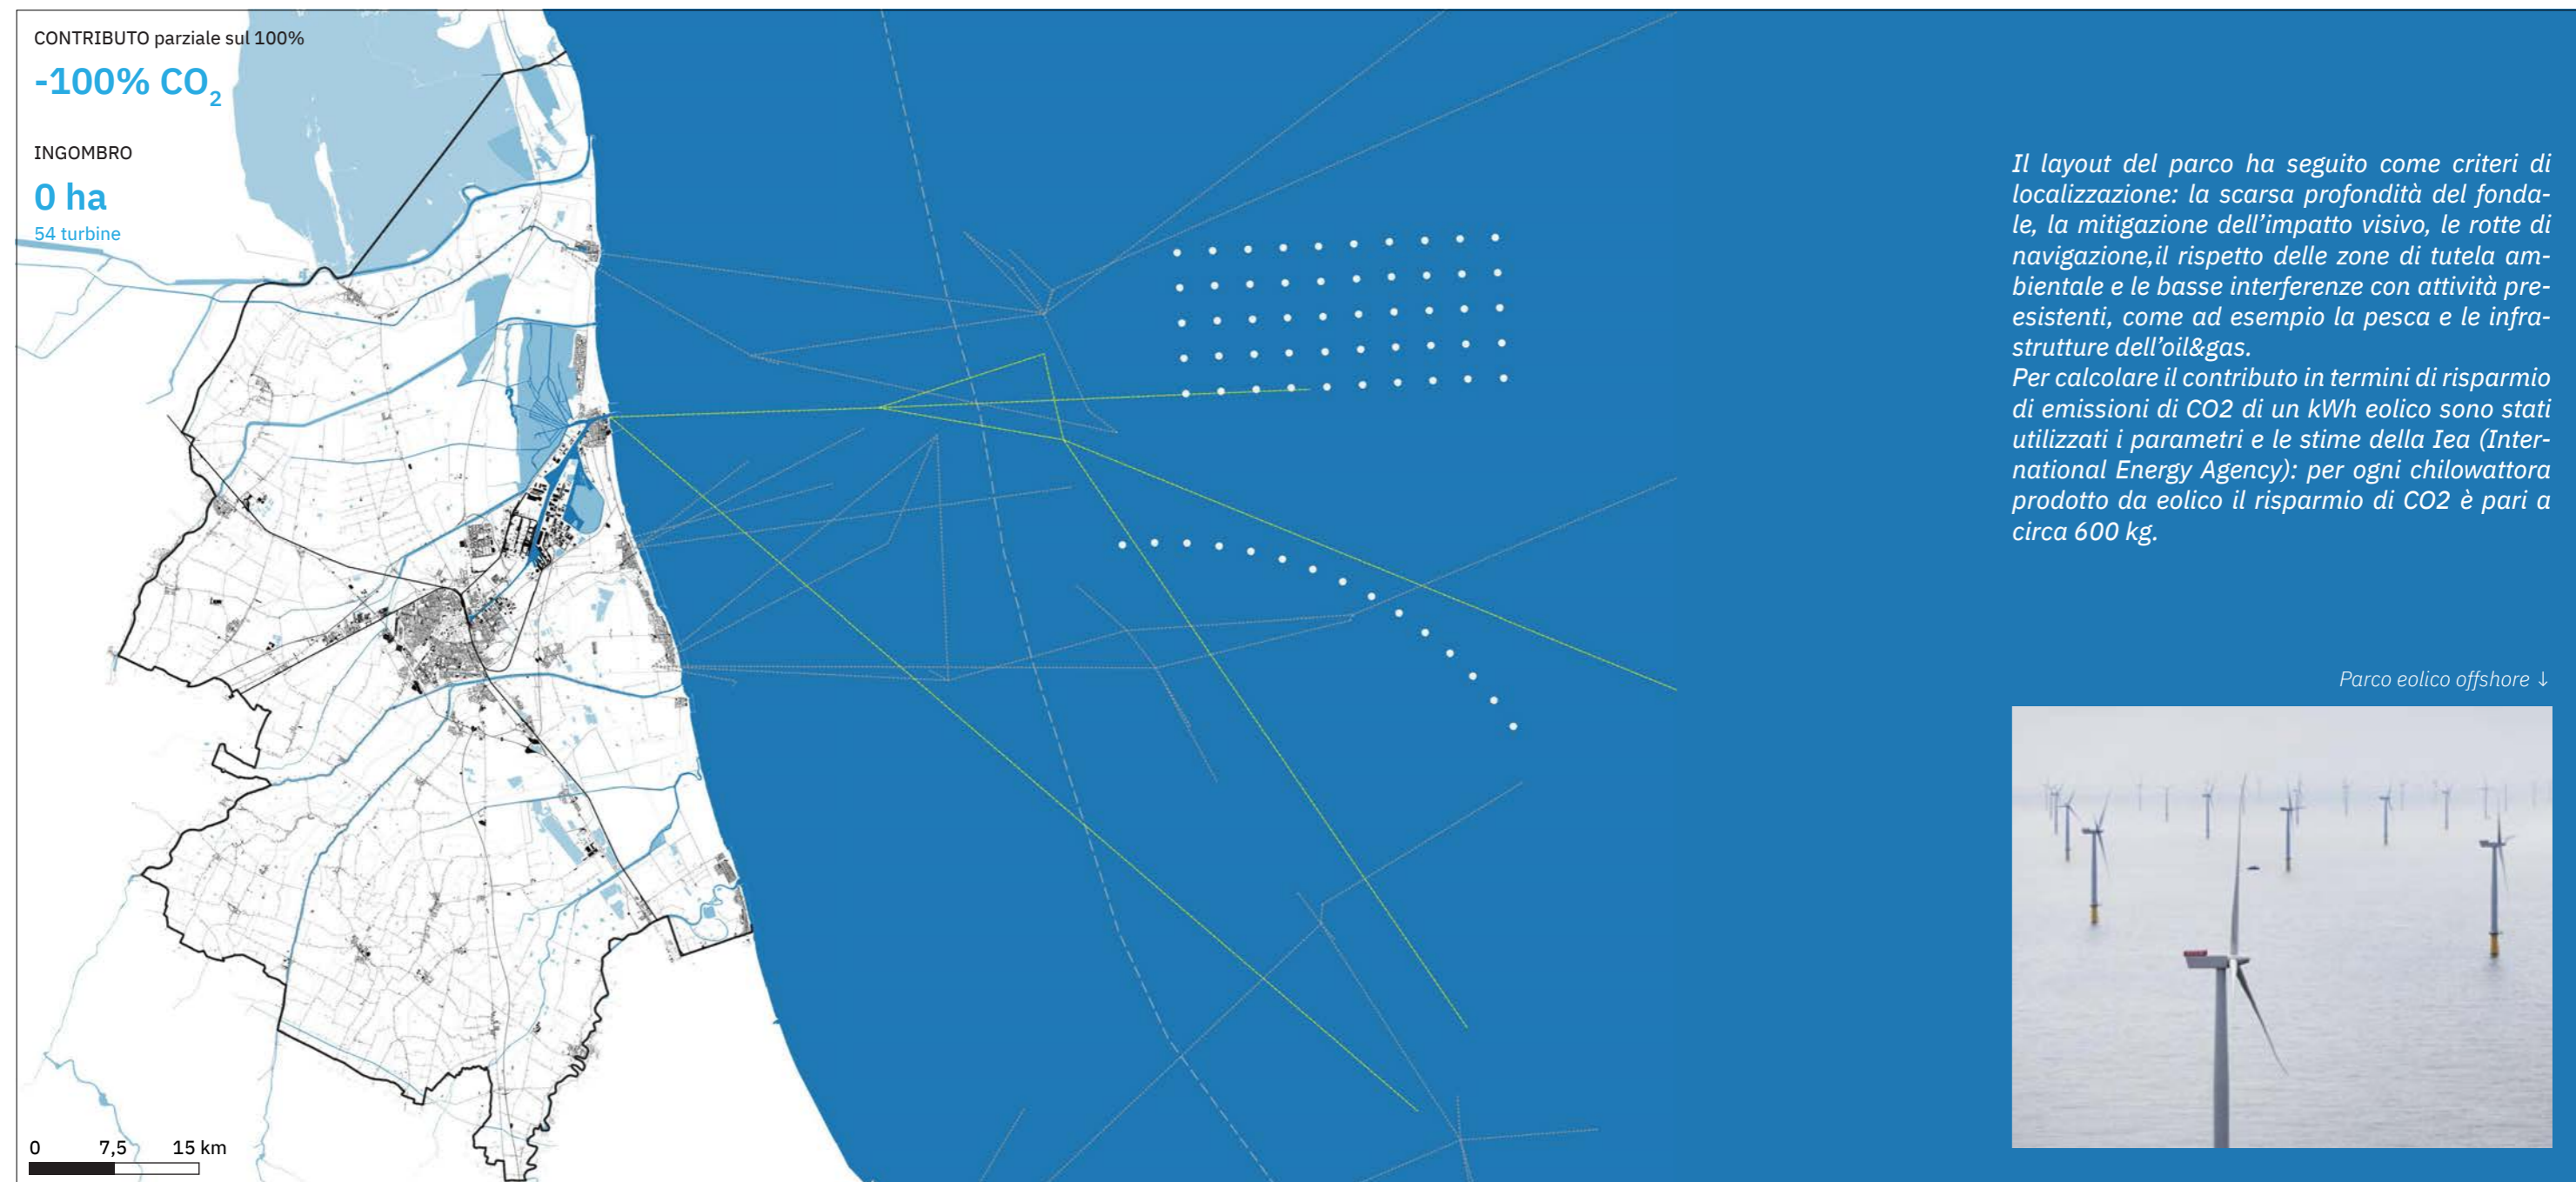 CONTRIBUTO parziale sul 100%
-100% CO₂
INGOMBRO
0 ha
54 turbine
Il layout del parco ha seguito come criteri di
localizzazione: la scarsa profondità del fonda-
le, la mitigazione dell'impatto visivo, le rotte di
navigazione,il rispetto delle zone di tutela am-
bientale e le basse interferenze con attività pre-
esistenti, come ad esempio la pesca e le infra-
strutture dell'oil&gas.
Per calcolare il contributo in termini di risparmio
di emissioni di CO2 di un kWh eolico sono stati
utilizzati i parametri e le stime della Iea (Inter-
national Energy Agency): per ogni chilowattora
prodotto da eolico il risparmio di CO2 è pari a
circa 600 kg.
Parco eolico offshore ↓
0 7,5 15 km